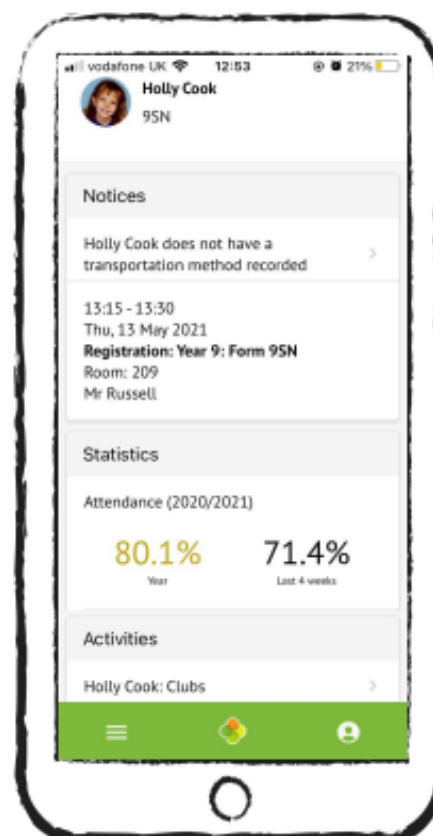 vodafone UK 12:53 21%
Holly Cook
9SN
Notices
Holly Cook does not have a
transportation method recorded
13:15 - 13:30
Thu, 13 May 2021
Registration: Year 9: Form 9SN
Room: 209
Mr Russell
Statistics
Attendance (2020/2021)
80.1% 71.4%
Year Last 4 weeks
Activities
Holly Cook: Clubs